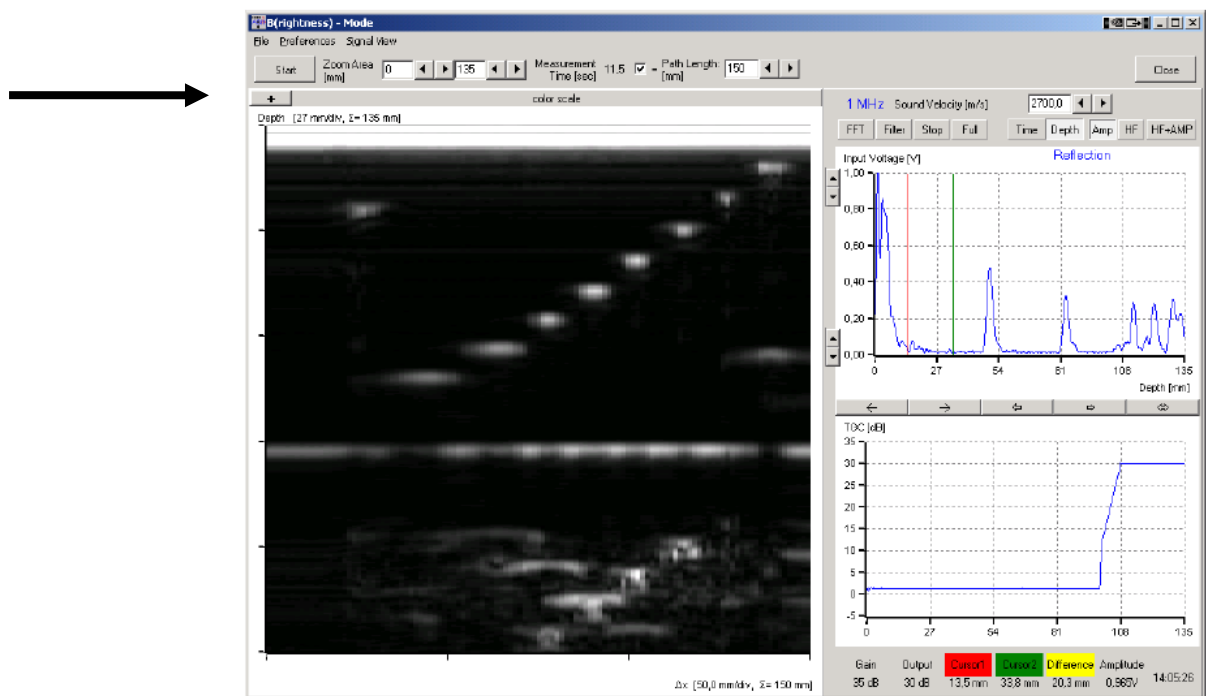 B(rightness) - Mode
File Preferences Signal View
Start Zoom Area [mm] 0 135 Measurement Time [sec] 11.5 - Path Length: [mm] 150 Close
+ color scale
Depth [27 mm/div, Σ= 135 mm]
1 MHz Sound Velocity [m/s] 2700,0
FFT Filter Stop Full Time Depth Amp HF HF+AMP
Input Voltage [V] Reflection
1,00
0,80
0,60
0,40
0,20
0,00
0 27 54 81 108 135
Depth [mm]
TGC [dB]
35
30
25
20
15
10
5
0
-5
0 27 54 81 108 135
Δx [50,0 mm/div, Σ= 150 mm]
Gain Output Cursor1 Cursor2 Difference Amplitude
35 dB 30 dB 13,5 mm 33,8 mm 20,3 mm 0,965V 14:05:26